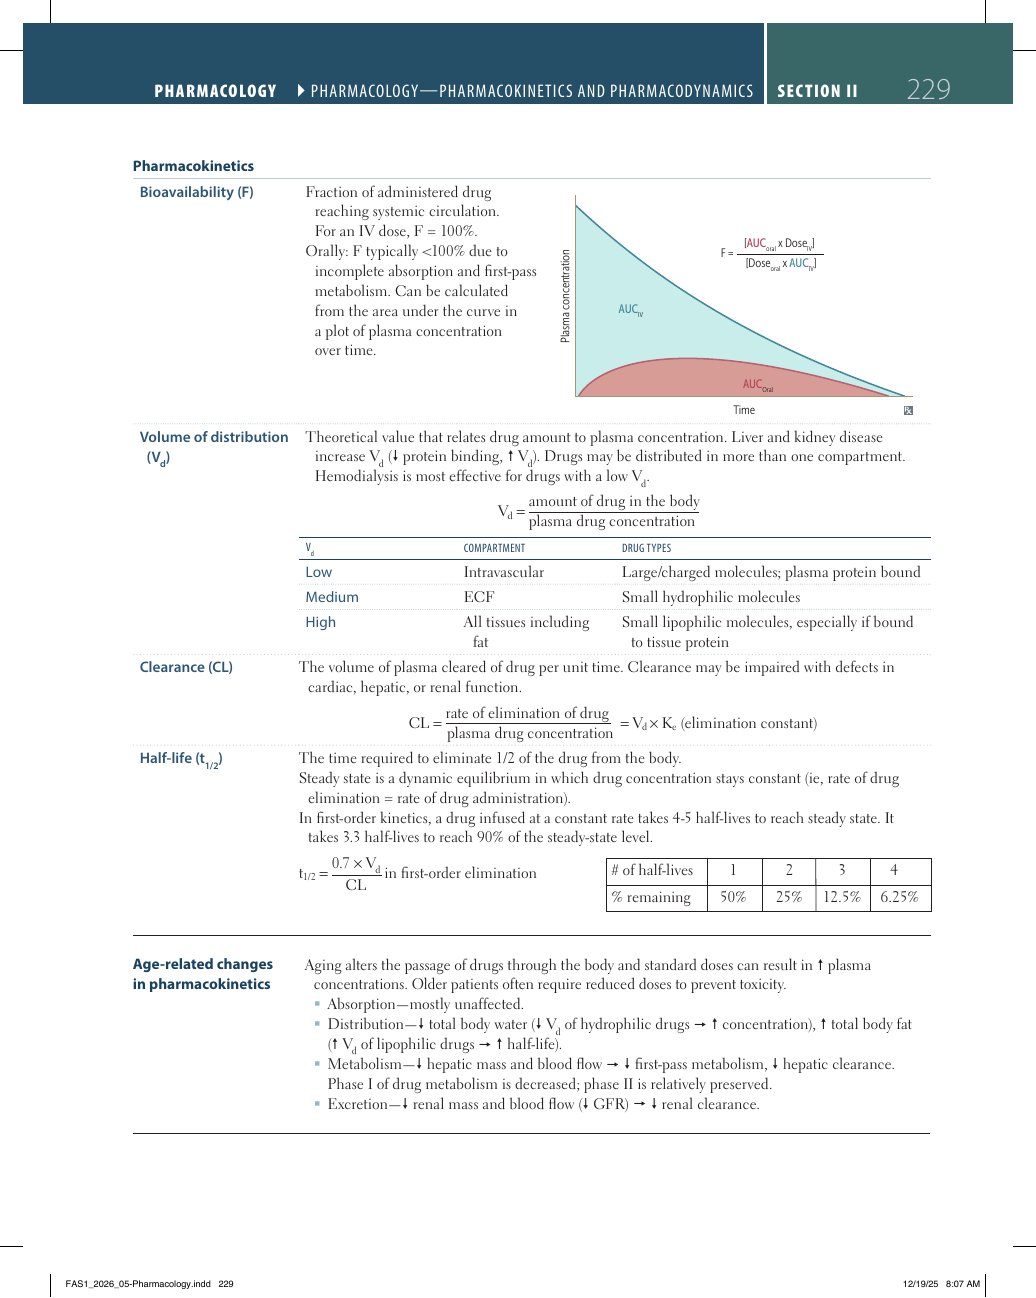 PHARMACOLOGY ▶ PHARMACOLOGY—PHARMACOKINETICS AND PHARMACODYNAMICS SECTION II 229
Pharmacokinetics
Bioavailability (F)
Fraction of administered drug
reaching systemic circulation.
For an IV dose, F = 100%.
Orally: F typically <100% due to
incomplete absorption and first-pass
metabolism. Can be calculated
from the area under the curve in
a plot of plasma concentration
over time.
Plasma concentration
F = [AUCoral x DoseIV]
[Doseoral x AUCIV]
AUCIV
AUCOral
Time
Volume of distribution
(Vd)
Theoretical value that relates drug amount to plasma concentration. Liver and kidney disease
increase Vd (↓ protein binding, ↑ Vd). Drugs may be distributed in more than one compartment.
Hemodialysis is most effective for drugs with a low Vd.
Vd = amount of drug in the body
plasma drug concentration
Vd COMPARTMENT DRUG TYPES
Low Intravascular Large/charged molecules; plasma protein bound
Medium ECF Small hydrophilic molecules
High All tissues including Small lipophilic molecules, especially if bound
fat to tissue protein
Clearance (CL)
The volume of plasma cleared of drug per unit time. Clearance may be impaired with defects in
cardiac, hepatic, or renal function.
CL = rate of elimination of drug = Vd × Ke (elimination constant)
plasma drug concentration
Half-life (t1/2)
The time required to eliminate 1/2 of the drug from the body.
Steady state is a dynamic equilibrium in which drug concentration stays constant (ie, rate of drug
elimination = rate of drug administration).
In first-order kinetics, a drug infused at a constant rate takes 4-5 half-lives to reach steady state. It
takes 3.3 half-lives to reach 90% of the steady-state level.
t1/2 = 0.7 × Vd in first-order elimination
CL
# of half-lives 1 2 3 4
% remaining 50% 25% 12.5% 6.25%
Age-related changes
in pharmacokinetics
Aging alters the passage of drugs through the body and standard doses can result in ↑ plasma
concentrations. Older patients often require reduced doses to prevent toxicity.
▪ Absorption—mostly unaffected.
▪ Distribution—↓ total body water (↓ Vd of hydrophilic drugs → ↑ concentration), ↑ total body fat
(↑ Vd of lipophilic drugs → ↑ half-life).
▪ Metabolism—↓ hepatic mass and blood flow → ↓ first-pass metabolism, ↓ hepatic clearance.
Phase I of drug metabolism is decreased; phase II is relatively preserved.
▪ Excretion—↓ renal mass and blood flow (↓ GFR) → ↓ renal clearance.
FAS1_2026_05-Pharmacology.indd 229 12/19/25 8:07 AM